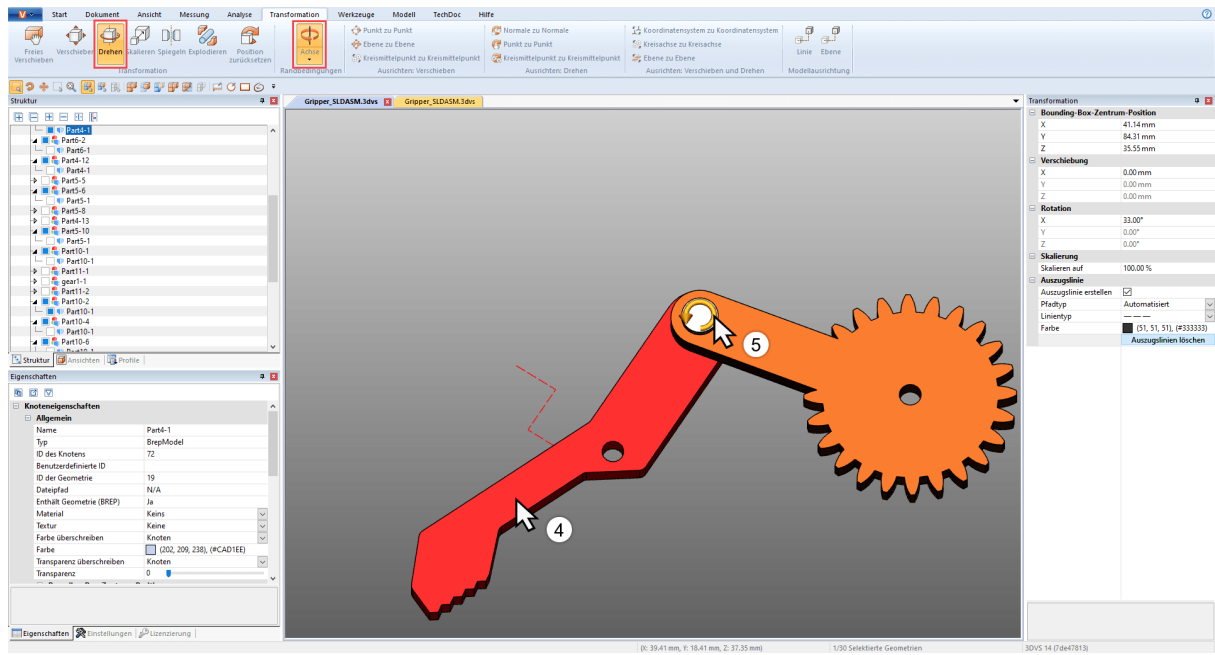 V
Start Dokument Ansicht Messung Analyse Transformation Werkzeuge Modell TechDoc Hilfe
Freies Verschieben
Verschieben
Drehen
Skalieren
Spiegeln
Explodieren
Position zurücksetzen
Transformation
Achse
Randbedingungen
Punkt zu Punkt
Ebene zu Ebene
Kreismittelpunkt zu Kreismittelpunkt
Ausrichten: Verschieben
Normale zu Normale
Punkt zu Punkt
Kreismittelpunkt zu Kreismittelpunkt
Ausrichten: Drehen
Koordinatensystem zu Koordinatensystem
Kreisachse zu Kreisachse
Ebene zu Ebene
Ausrichten: Verschieben und Drehen
Linie Ebene
Modellausrichtung
Struktur
Part4-1
Part6-2
Part6-1
Part4-12
Part4-1
Part5-5
Part5-6
Part5-1
Part5-8
Part4-13
Part5-10
Part5-1
Part10-1
Part10-1
Part11-1
gear1-1
Part11-2
Part10-2
Part10-1
Part10-4
Part10-1
Part10-6
Struktur Ansichten Profile
Eigenschaften
Knoteneigenschaften
Allgemein
Name Part4-1
Typ BrepModel
ID des Knotens 72
Benutzerdefinierte ID
ID der Geometrie 19
Dateipfad N/A
Enthält Geometrie (BREP) Ja
Material Keins
Textur Keine
Farbe überschreiben Knoten
Farbe (202, 209, 238), (#CAD1EE)
Transparenz überschreiben Knoten
Transparenz 0
Eigenschaften Einstellungen Lizenzierung
Gripper_SLDASM.3dvs Gripper_SLDASM.3dvs
5
4
Transformation
Bounding-Box-Zentrum-Position
X 41.14 mm
Y 84.31 mm
Z 35.55 mm
Verschiebung
X 0.00 mm
Y 0.00 mm
Z 0.00 mm
Rotation
X 33.00°
Y 0.00°
Z 0.00°
Skalierung
Skalieren auf 100.00 %
Auszugslinie
Auszugslinie erstellen
Pfadtyp Automatisiert
Linientyp
Farbe (51, 51, 51), (#333333)
Auszugslinien löschen
(X: 39.41 mm, Y: 18.41 mm, Z: 37.35 mm) 1/30 Selektierte Geometrien 3DVS 14 (7de47813)